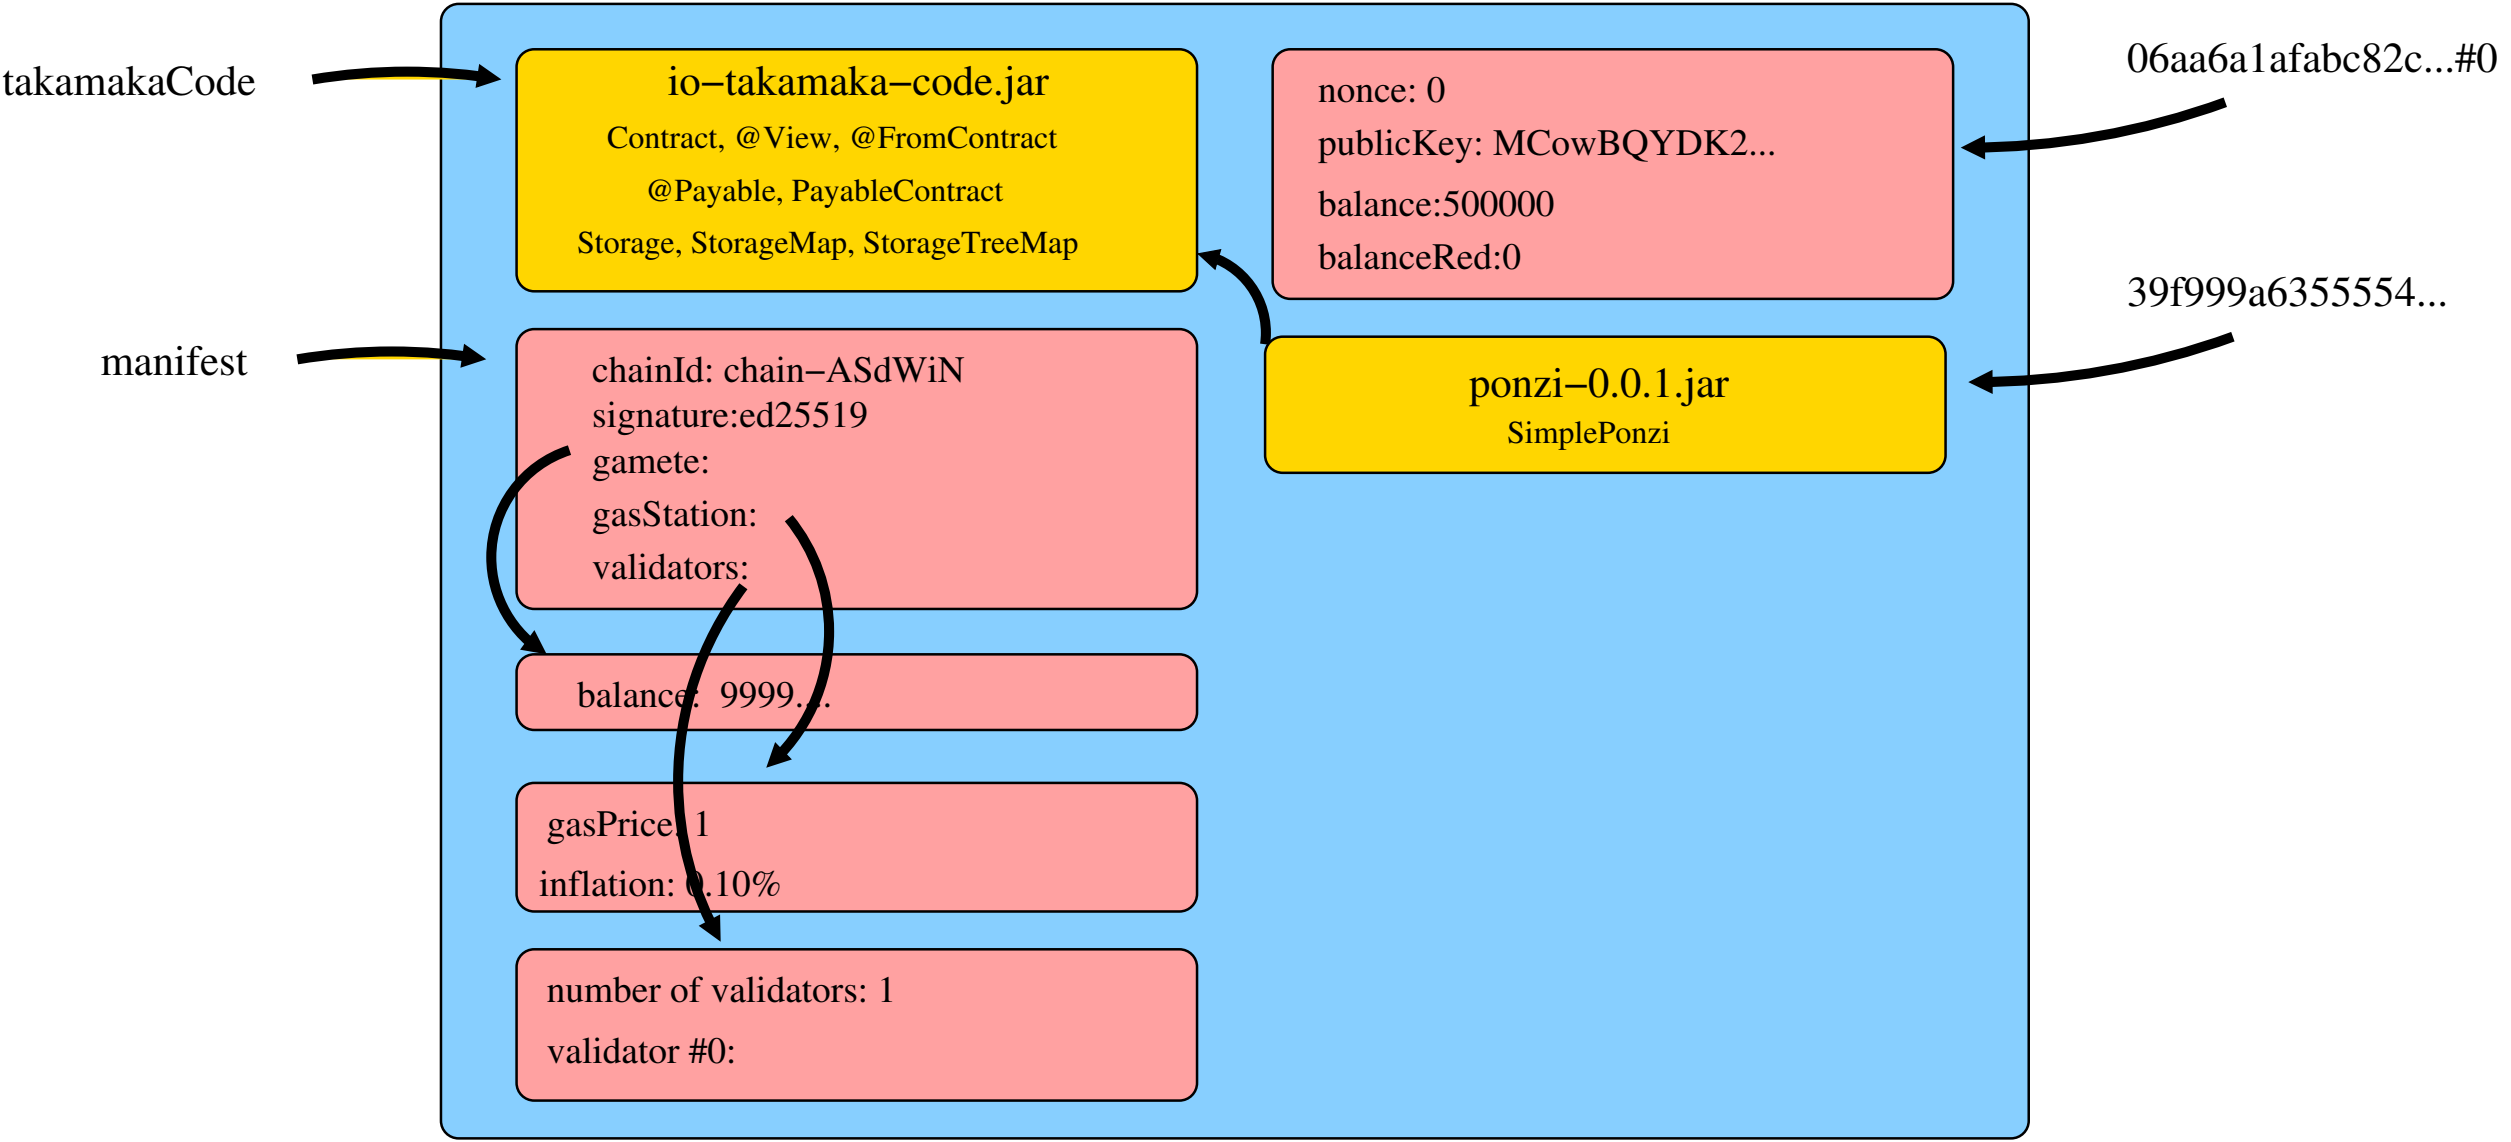 takamakaCode
io−takamaka−code.jar
Contract, @View, @FromContract
@Payable, PayableContract
Storage, StorageMap, StorageTreeMap
nonce: 0
publicKey: MCowBQYDK2...
balance:500000
balanceRed:0
06aa6a1afabc82c...#0
39f999a6355554...
manifest
chainId: chain−ASdWiN
signature:ed25519
gamete:
gasStation:
validators:
ponzi−0.0.1.jar
SimplePonzi
balance: 9999....
gasPrice: 1
inflation: 0.10%
number of validators: 1
validator #0: